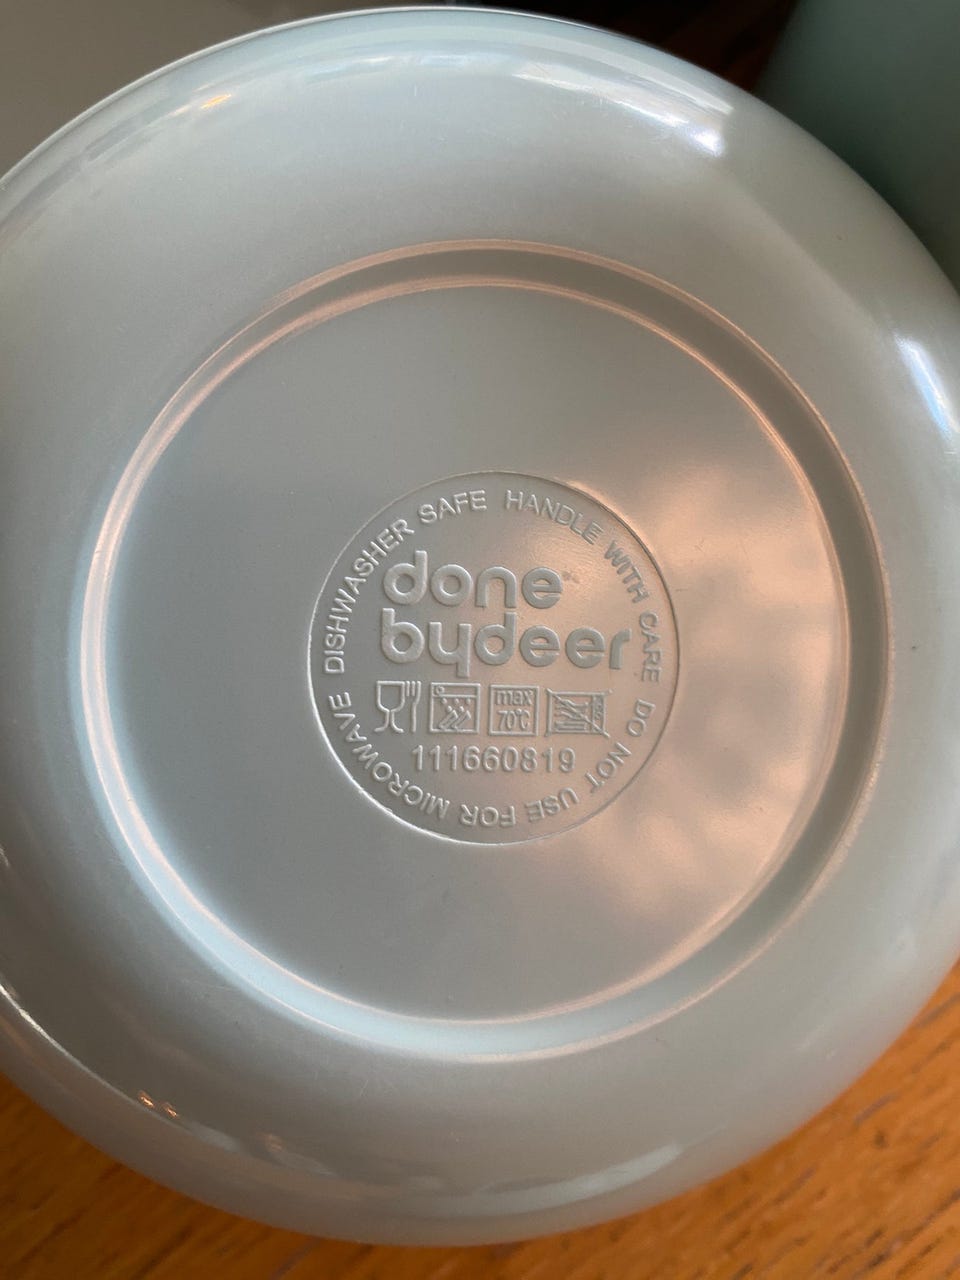 DISHWASHER SAFE HANDLE WITH CARE DO NOT USE FOR MICROWAVE
done
bydeer
max
70°C
111660819